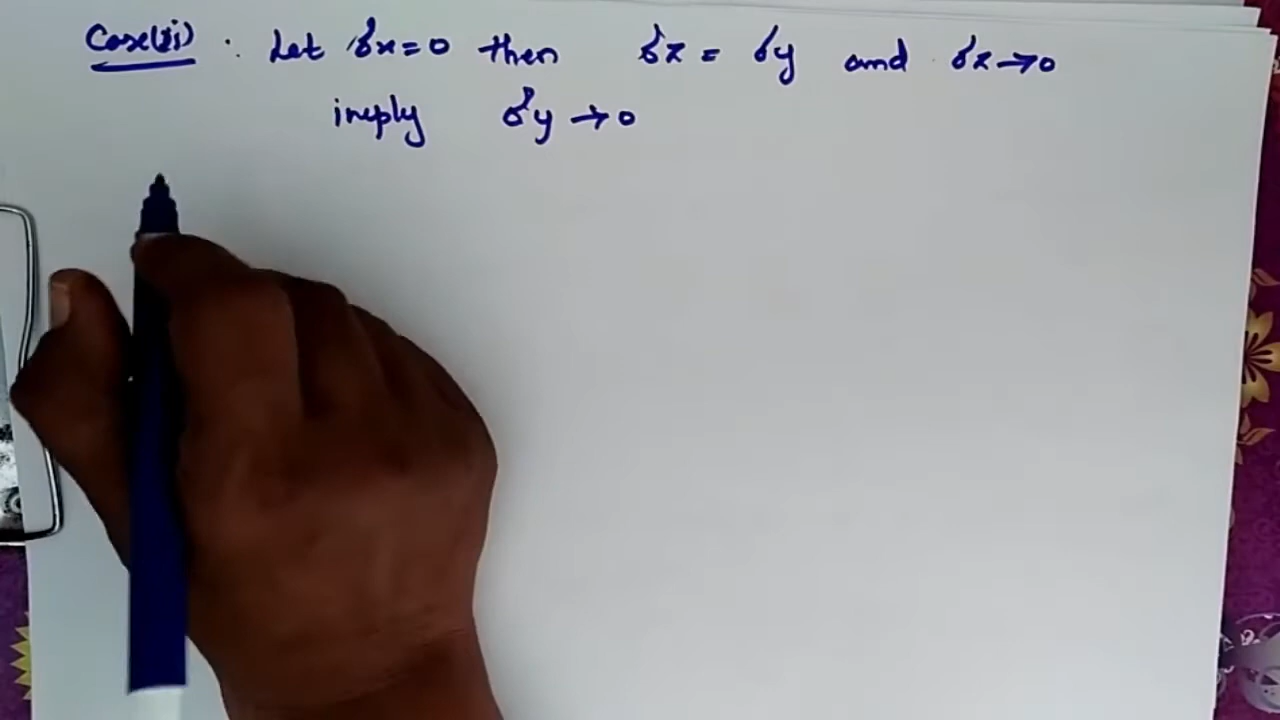 Case(ii) : Let δx=0 then δz = δy and δz→0
imply δy→0